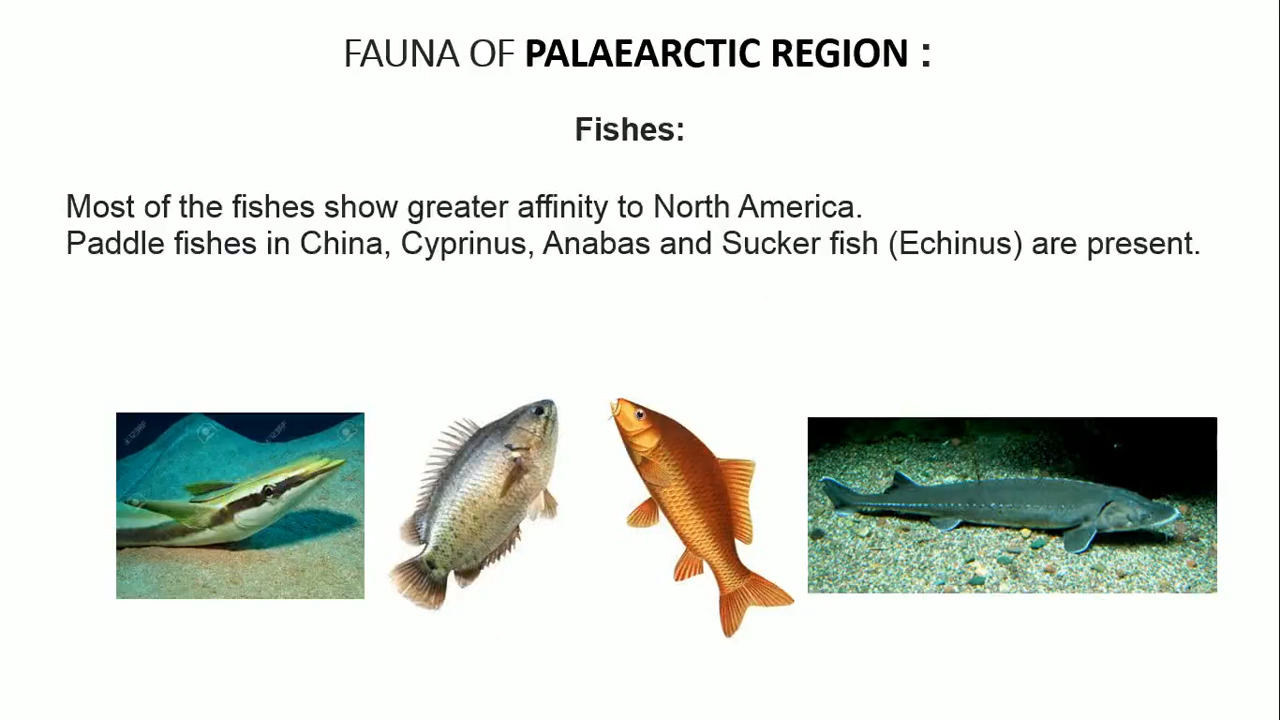 FAUNA OF PALAEARCTIC REGION :
Fishes:
Most of the fishes show greater affinity to North America.
Paddle fishes in China, Cyprinus, Anabas and Sucker fish (Echinus) are present.